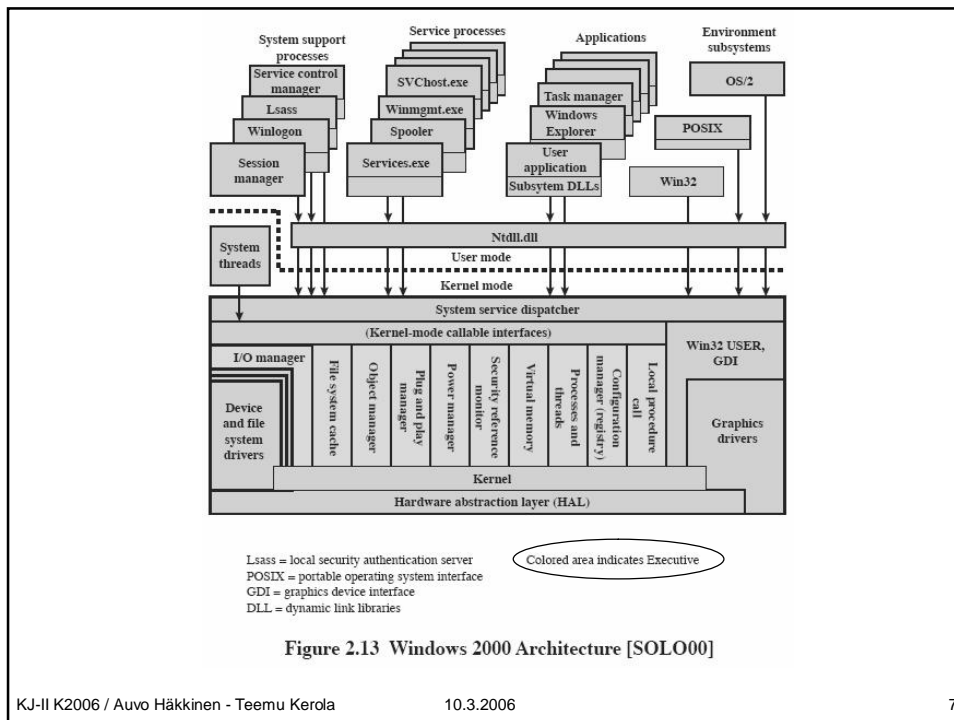 System support
processes
Service processes
Applications
Environment
subsystems
Service control
manager
Lsass
Winlogon
Session
manager
SVChost.exe
Winmgmt.exe
Spooler
Services.exe
Task manager
Windows
Explorer
User
application
Subsytem DLLs
OS/2
POSIX
Win32
System
threads
Ntdll.dll
User mode
Kernel mode
System service dispatcher
(Kernel-mode callable interfaces)
I/O manager
Device
and file
system
drivers
File system cache
Object manager
Plug and play
manager
Power manager
Security reference
monitor
Virtual memory
Processes and
threads
Configuration
manager (registry)
Local procedure
call
Win32 USER,
GDI
Graphics
drivers
Kernel
Hardware abstraction layer (HAL)
Lsass = local security authentication server
POSIX = portable operating system interface
GDI = graphics device interface
DLL = dynamic link libraries
Colored area indicates Executive
Figure 2.13 Windows 2000 Architecture [SOLO00]
KJ-II K2006 / Auvo Häkkinen - Teemu Kerola 10.3.2006 7